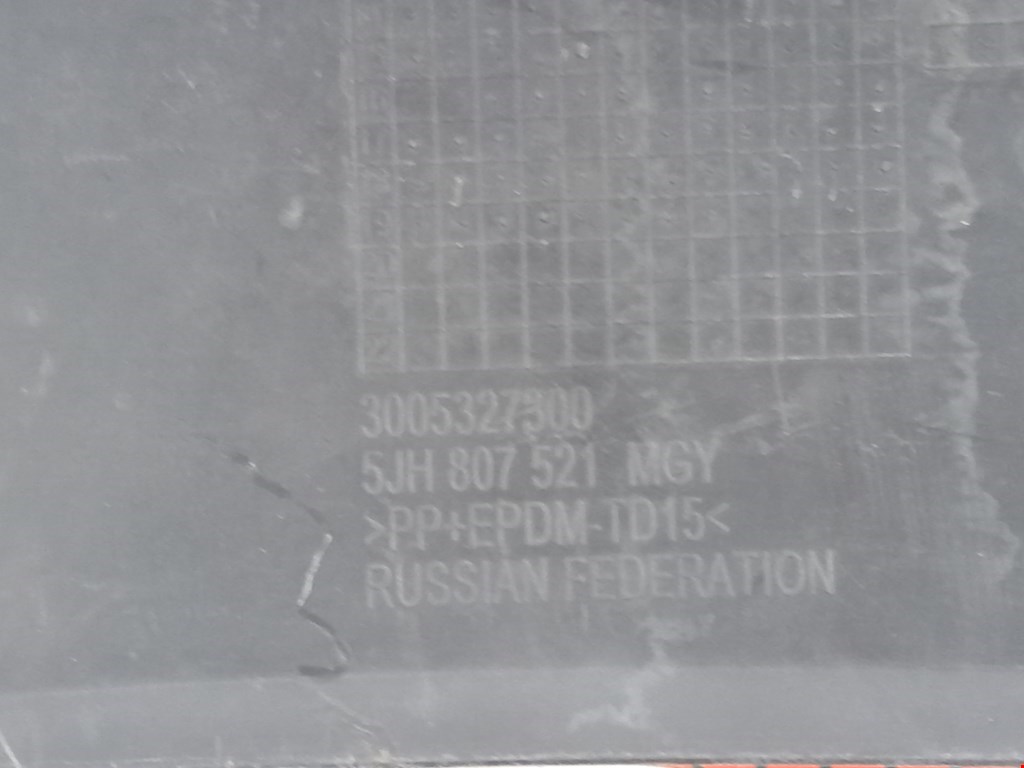 3005327300
5JH 807 521 MGY
>PP+EPDM-TD15<
RUSSIAN FEDERATION